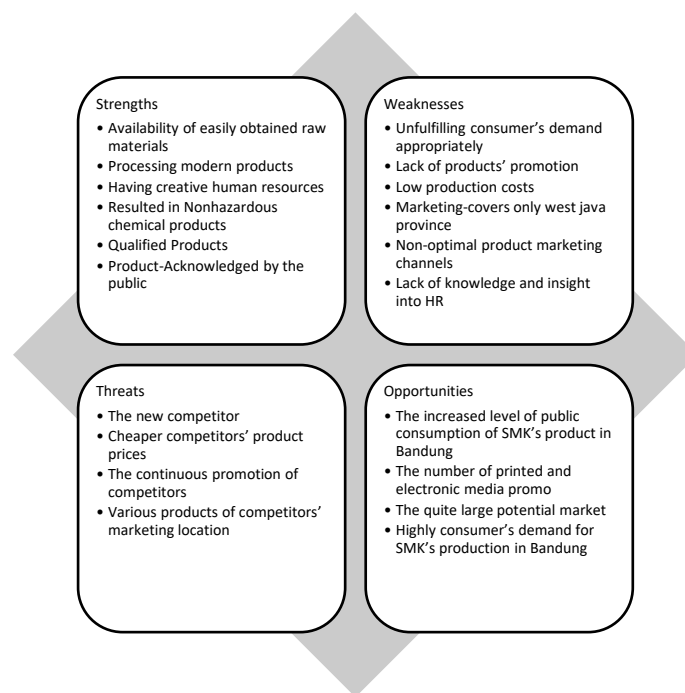 Strengths
• Availability of easily obtained raw
materials
• Processing modern products
• Having creative human resources
• Resulted in Nonhazardous
chemical products
• Qualified Products
• Product-Acknowledged by the
public
Weaknesses
• Unfulfilling consumer’s demand
appropriately
• Lack of products’ promotion
• Low production costs
• Marketing-covers only west java
province
• Non-optimal product marketing
channels
• Lack of knowledge and insight
into HR
Threats
• The new competitor
• Cheaper competitors’ product
prices
• The continuous promotion of
competitors
• Various products of competitors’
marketing location
Opportunities
• The increased level of public
consumption of SMK’s product in
Bandung
• The number of printed and
electronic media promo
• The quite large potential market
• Highly consumer’s demand for
SMK’s production in Bandung